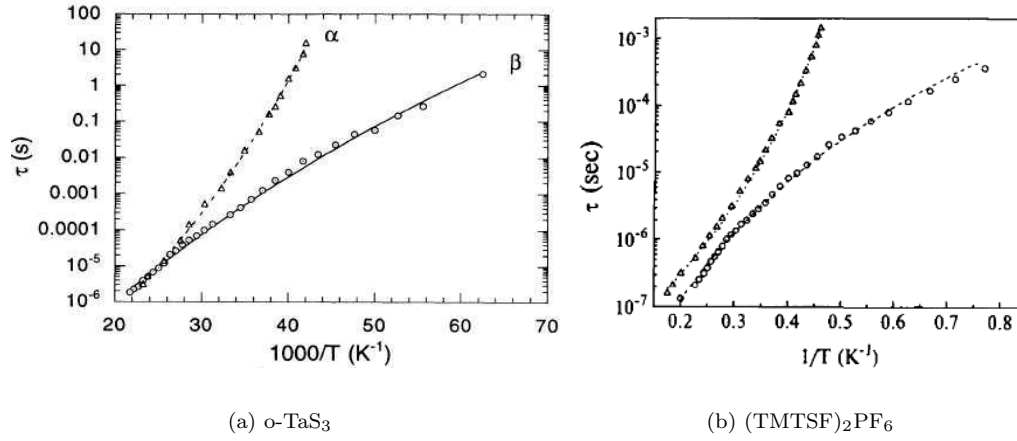 100
10
1
0.1
0.01
0.001
0.0001
10⁻⁵
10⁻⁶
τ (s)
α
β
20 30 40 50 60 70
1000/T (K⁻¹)
(a) o-TaS₃
10⁻³
10⁻⁴
10⁻⁵
10⁻⁶
10⁻⁷
τ (sec)
0.2 0.3 0.4 0.5 0.6 0.7 0.8
1/T (K⁻¹)
(b) (TMTSF)₂PF₆